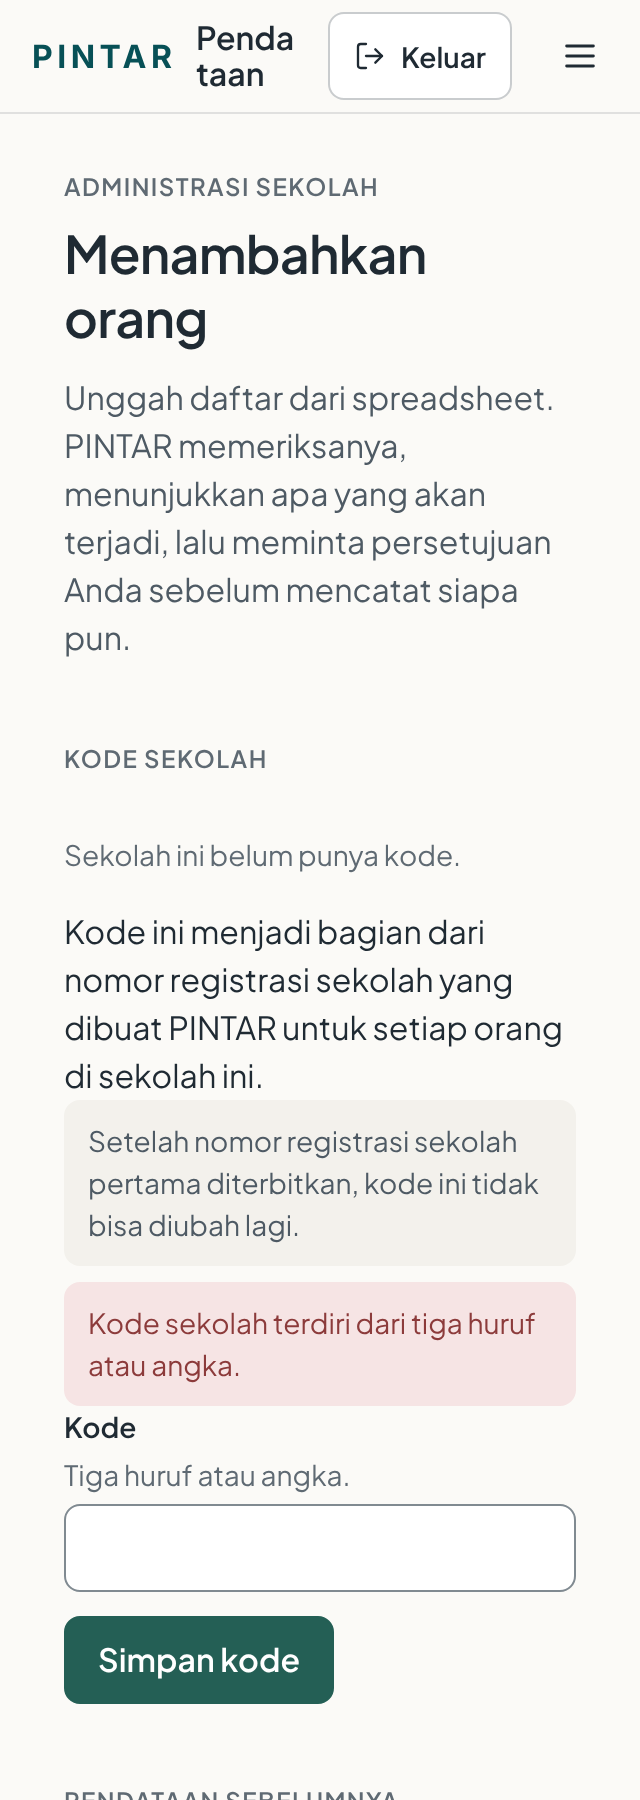 PINTAR
Penda
taan
Keluar
ADMINISTRASI SEKOLAH
Menambahkan
orang
Unggah daftar dari spreadsheet.
PINTAR memeriksanya,
menunjukkan apa yang akan
terjadi, lalu meminta persetujuan
Anda sebelum mencatat siapa
pun.
KODE SEKOLAH
Sekolah ini belum punya kode.
Kode ini menjadi bagian dari
nomor registrasi sekolah yang
dibuat PINTAR untuk setiap orang
di sekolah ini.
Setelah nomor registrasi sekolah
pertama diterbitkan, kode ini tidak
bisa diubah lagi.
Kode sekolah terdiri dari tiga huruf
atau angka.
Kode
Tiga huruf atau angka.
Simpan kode
PENDATAAN SEBELUMNYA